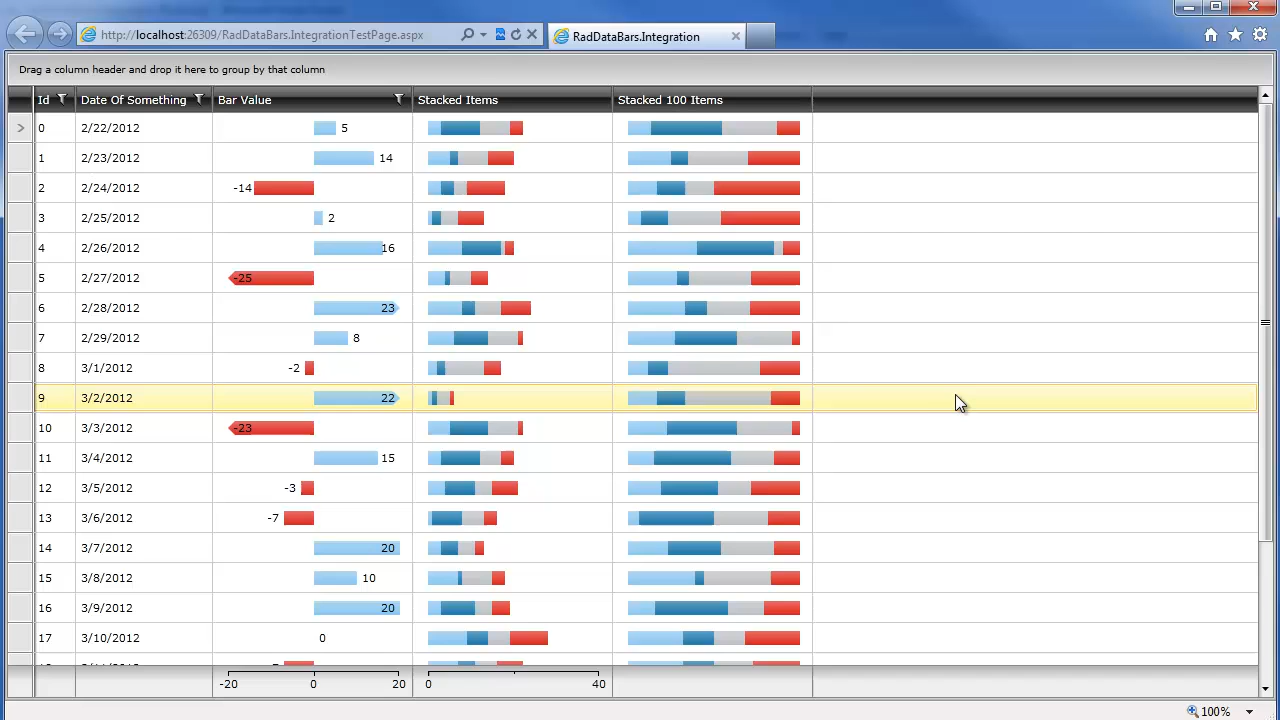 http://localhost:26309/RadDataBars.IntegrationTestPage.aspx
RadDataBars.Integration
Drag a column header and drop it here to group by that column
Id Date Of Something Bar Value Stacked Items Stacked 100 Items
0 2/22/2012 5
1 2/23/2012 14
2 2/24/2012 -14
3 2/25/2012 2
4 2/26/2012 16
5 2/27/2012 -25
6 2/28/2012 23
7 2/29/2012 8
8 3/1/2012 -2
9 3/2/2012 22
10 3/3/2012 -23
11 3/4/2012 15
12 3/5/2012 -3
13 3/6/2012 -7
14 3/7/2012 20
15 3/8/2012 10
16 3/9/2012 20
17 3/10/2012 0
-20 0 20 0 40
100%